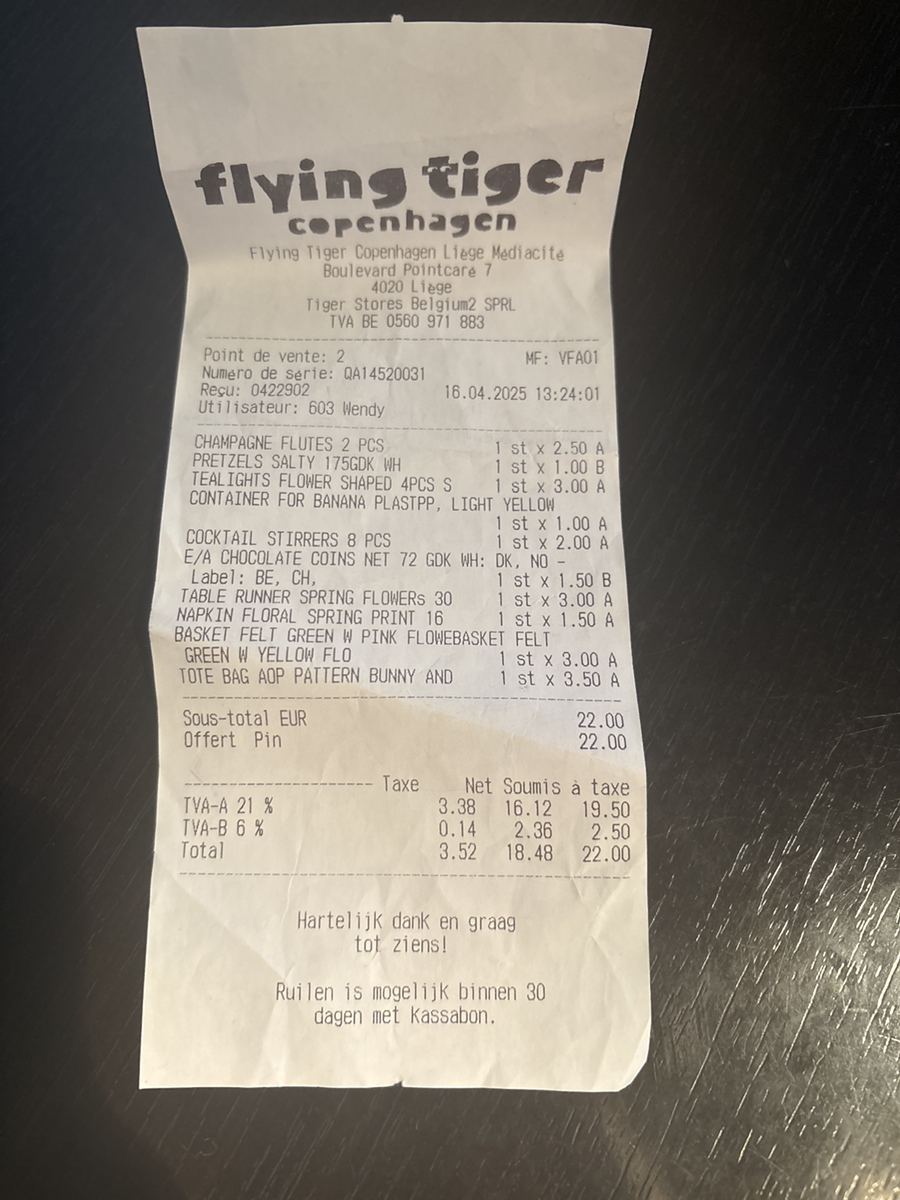 flying tiger
copenhagen
Flying Tiger Copenhagen Liège Médiacité
Boulevard Pointcaré 7
4020 Liège
Tiger Stores Belgium2 SPRL
TVA BE 0560 971 883
Point de vente: 2 MF: VFA01
Numéro de série: QA14520031
Reçu: 0422902 16.04.2025 13:24:01
Utilisateur: 603 Wendy
CHAMPAGNE FLUTES 2 PCS 1 st x 2.50 A
PRETZELS SALTY 175GDK WH 1 st x 1.00 B
TEALIGHTS FLOWER SHAPED 4PCS S 1 st x 3.00 A
CONTAINER FOR BANANA PLASTPP, LIGHT YELLOW
1 st x 1.00 A
COCKTAIL STIRRERS 8 PCS 1 st x 2.00 A
E/A CHOCOLATE COINS NET 72 GDK WH: DK, NO -
Label: BE, CH, 1 st x 1.50 B
TABLE RUNNER SPRING FLOWERs 30 1 st x 3.00 A
NAPKIN FLORAL SPRING PRINT 16 1 st x 1.50 A
BASKET FELT GREEN W PINK FLOWEBASKET FELT
GREEN W YELLOW FLO 1 st x 3.00 A
TOTE BAG AOP PATTERN BUNNY AND 1 st x 3.50 A
Sous-total EUR 22.00
Offert Pin 22.00
-------------------- Taxe Net Soumis à taxe
TVA-A 21 % 3.38 16.12 19.50
TVA-B 6 % 0.14 2.36 2.50
Total 3.52 18.48 22.00
Hartelijk dank en graag
tot ziens!
Ruilen is mogelijk binnen 30
dagen met kassabon.